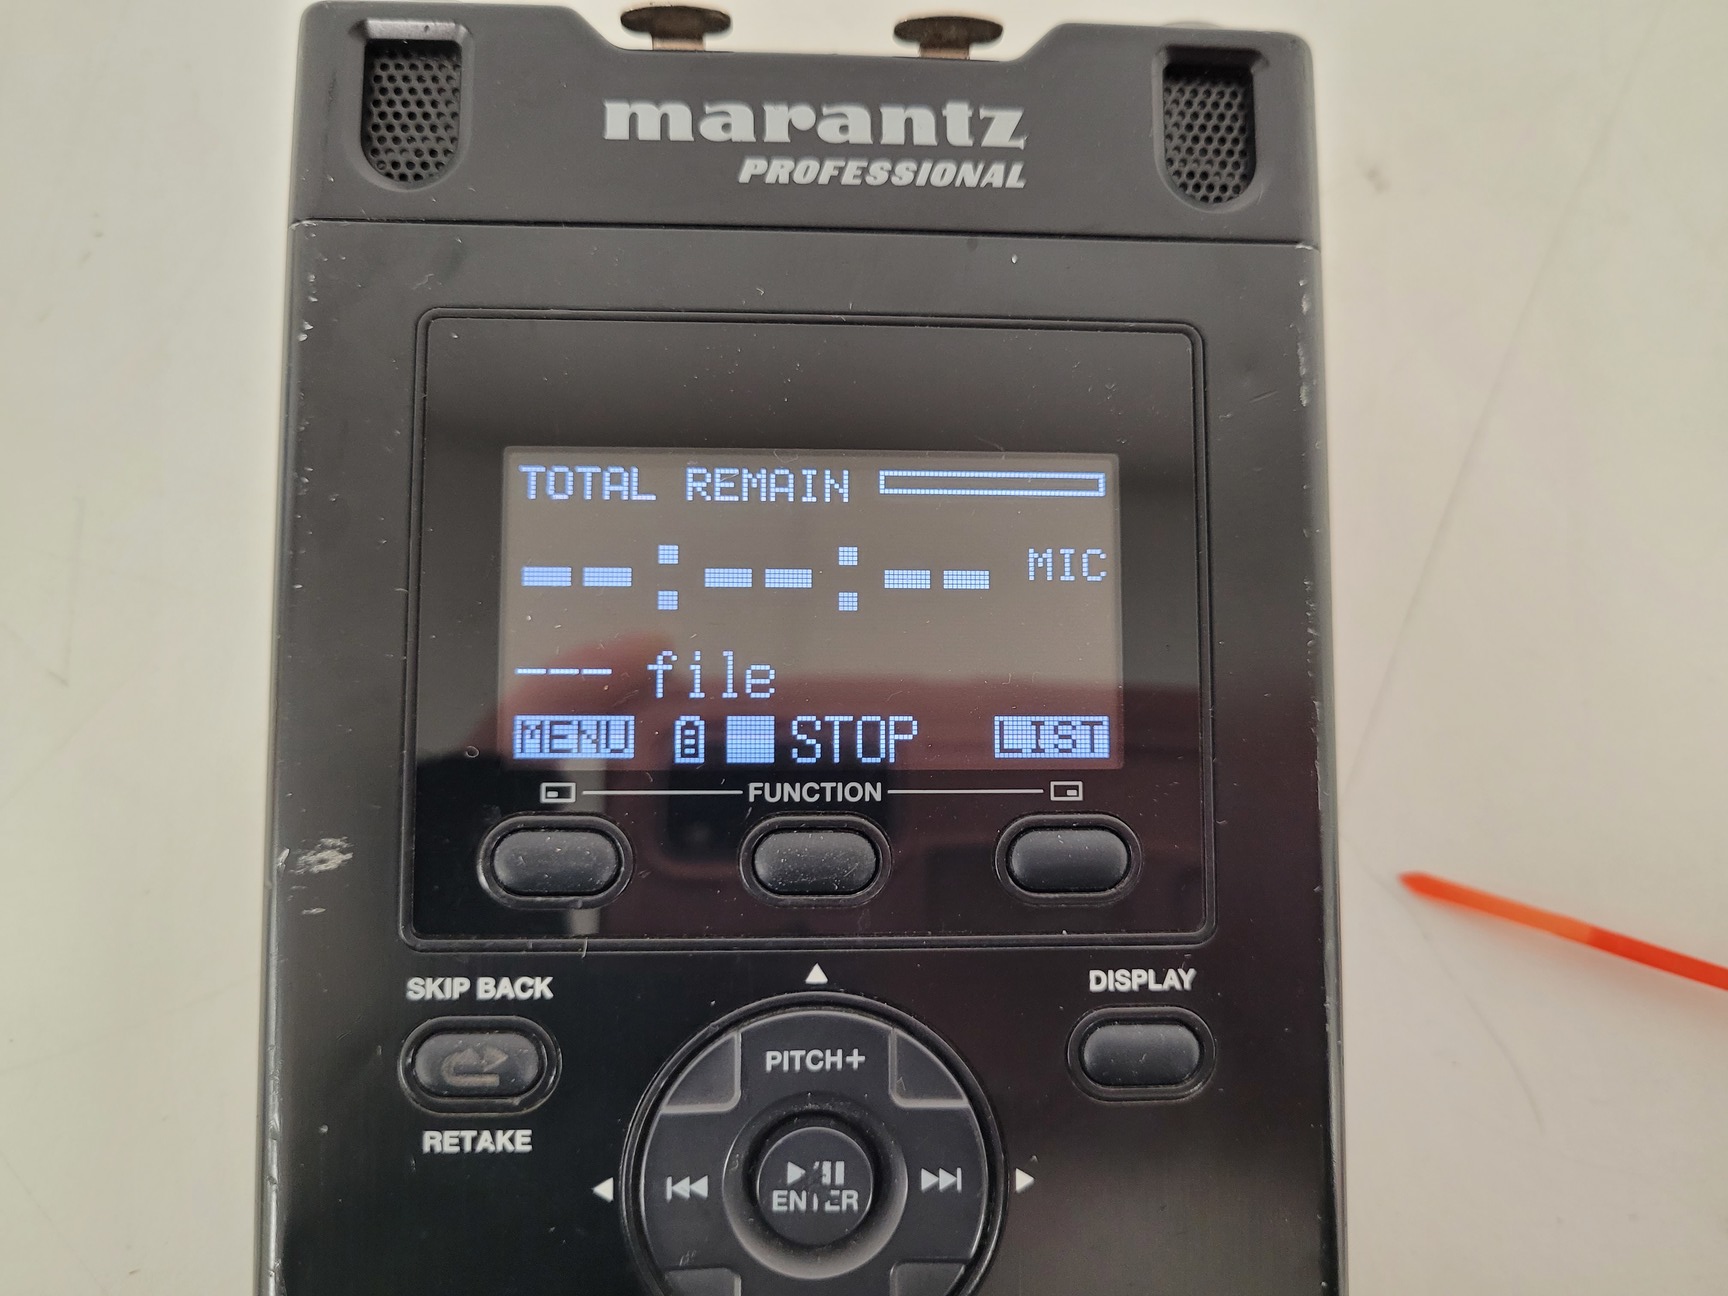 marantz
PROFESSIONAL
TOTAL REMAIN
--:--:-- MIC
--- file
MENU STOP LIST
FUNCTION
SKIP BACK
DISPLAY
PITCH+
RETAKE
ENTER